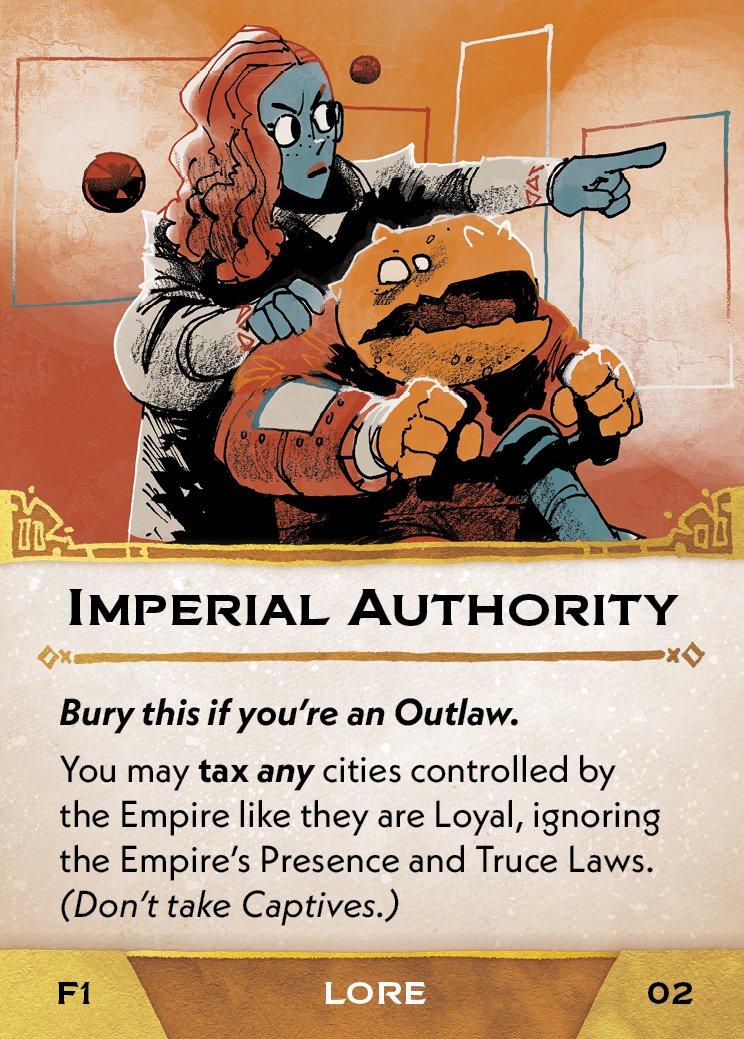 Imperial Authority
Bury this if you're an Outlaw.
You may tax any cities controlled by
the Empire like they are Loyal, ignoring
the Empire's Presence and Truce Laws.
(Don't take Captives.)
F1 LORE 02